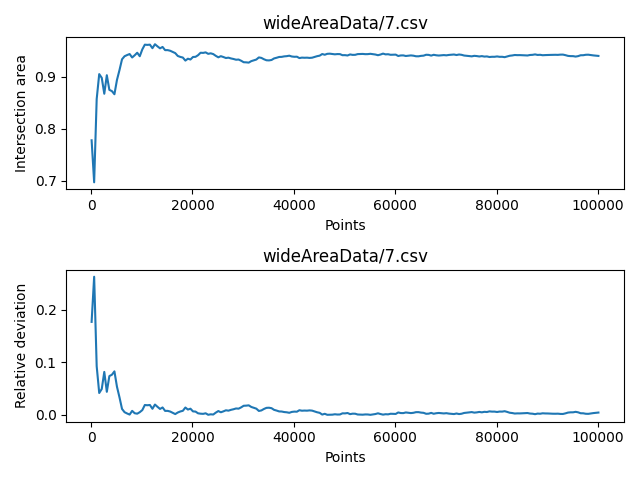 wideAreaData/7.csv
Intersection area
0.9
0.8
0.7
0 20000 40000 60000 80000 100000
Points
wideAreaData/7.csv
Relative deviation
0.2
0.1
0.0
0 20000 40000 60000 80000 100000
Points